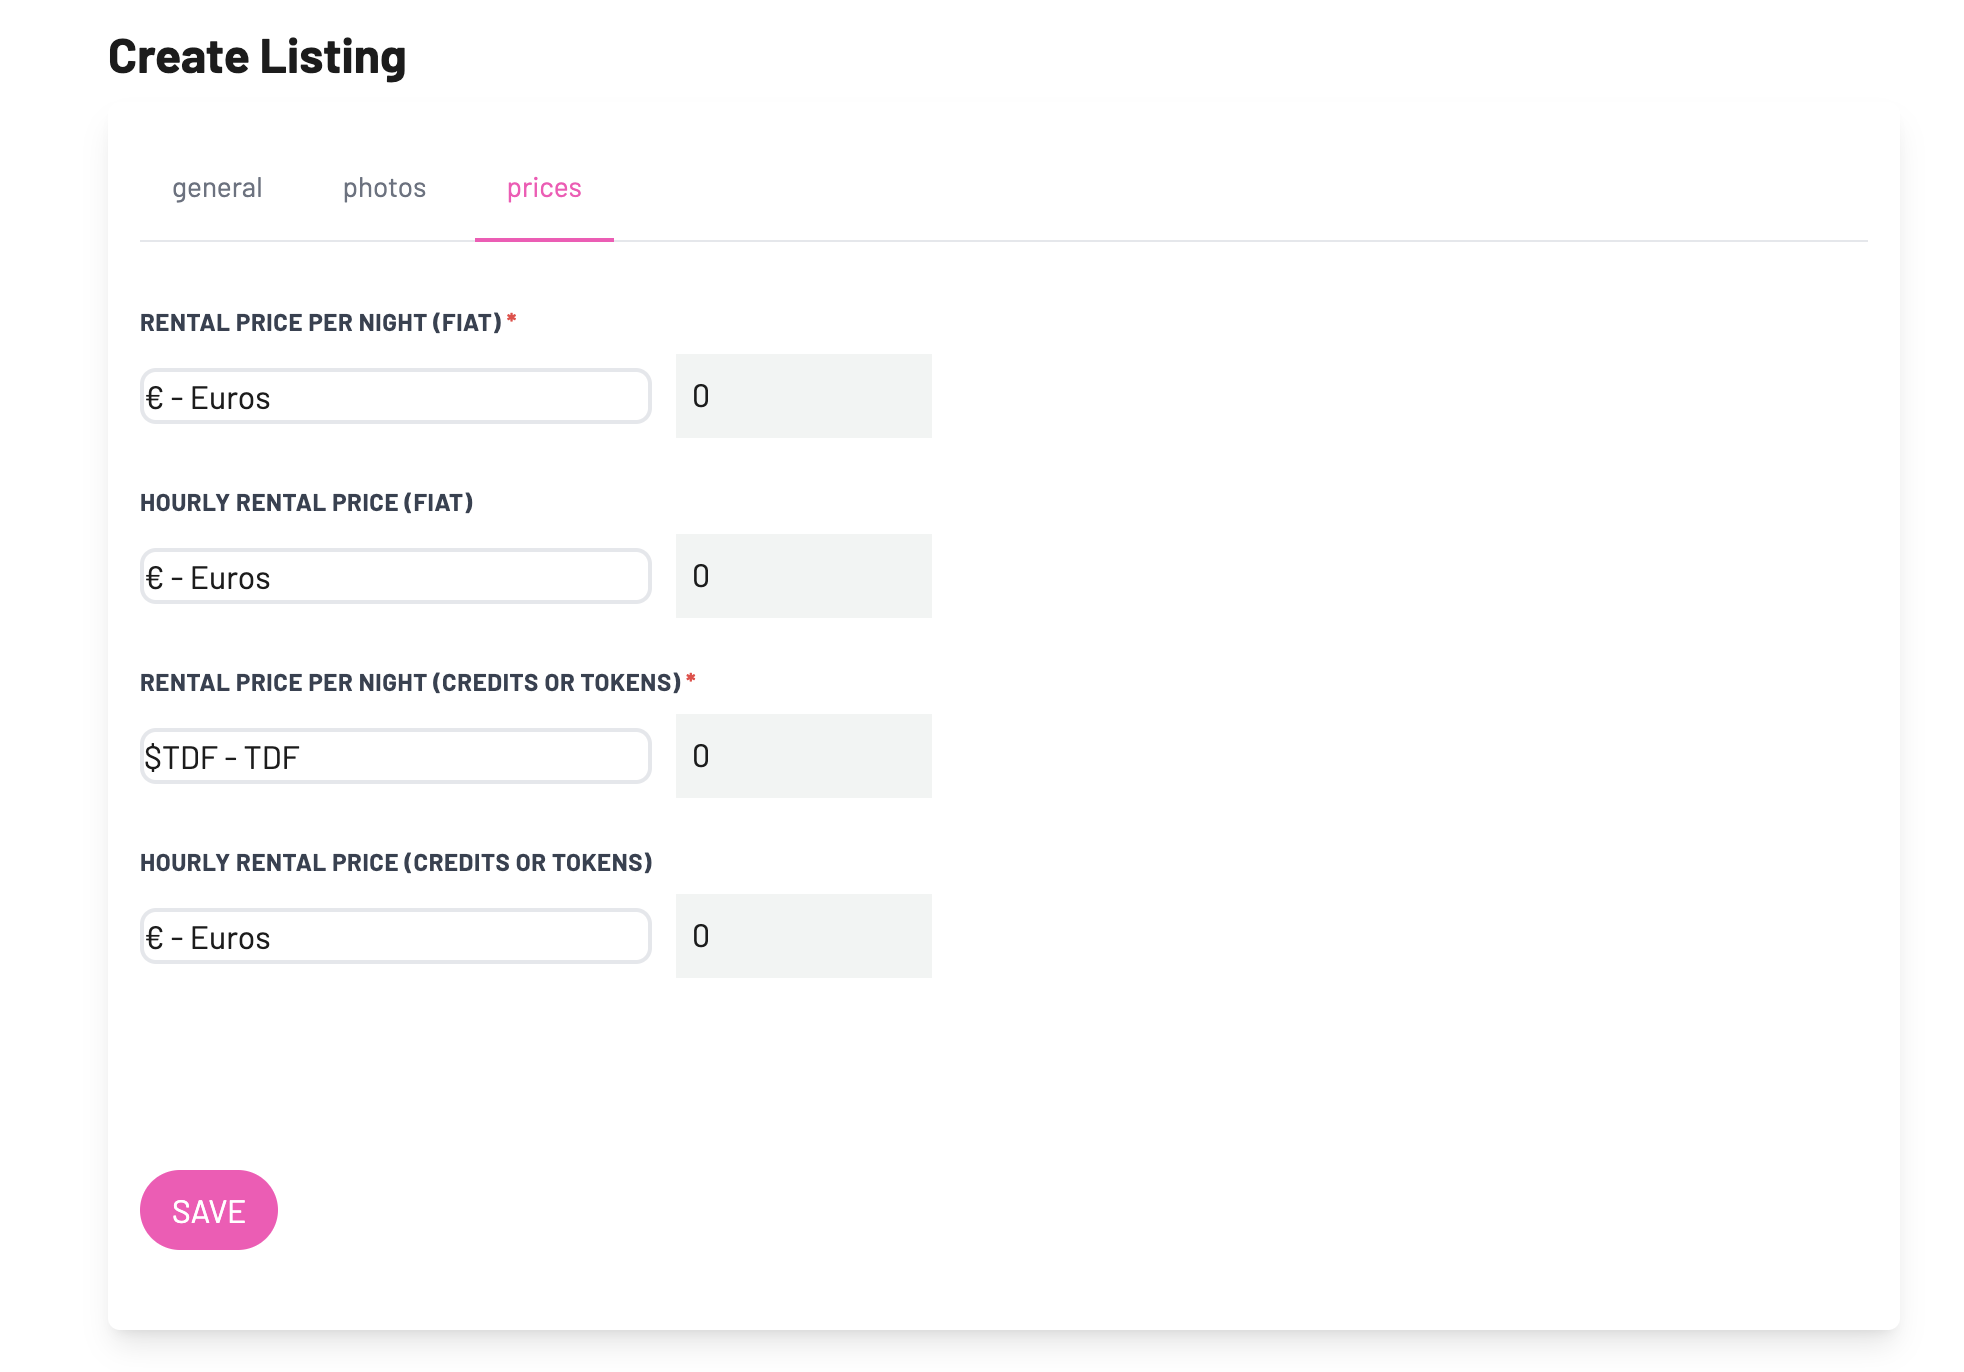 Create Listing
general photos prices
RENTAL PRICE PER NIGHT (FIAT) *
€ - Euros 0
HOURLY RENTAL PRICE (FIAT)
€ - Euros 0
RENTAL PRICE PER NIGHT (CREDITS OR TOKENS) *
$TDF - TDF 0
HOURLY RENTAL PRICE (CREDITS OR TOKENS)
€ - Euros 0
SAVE